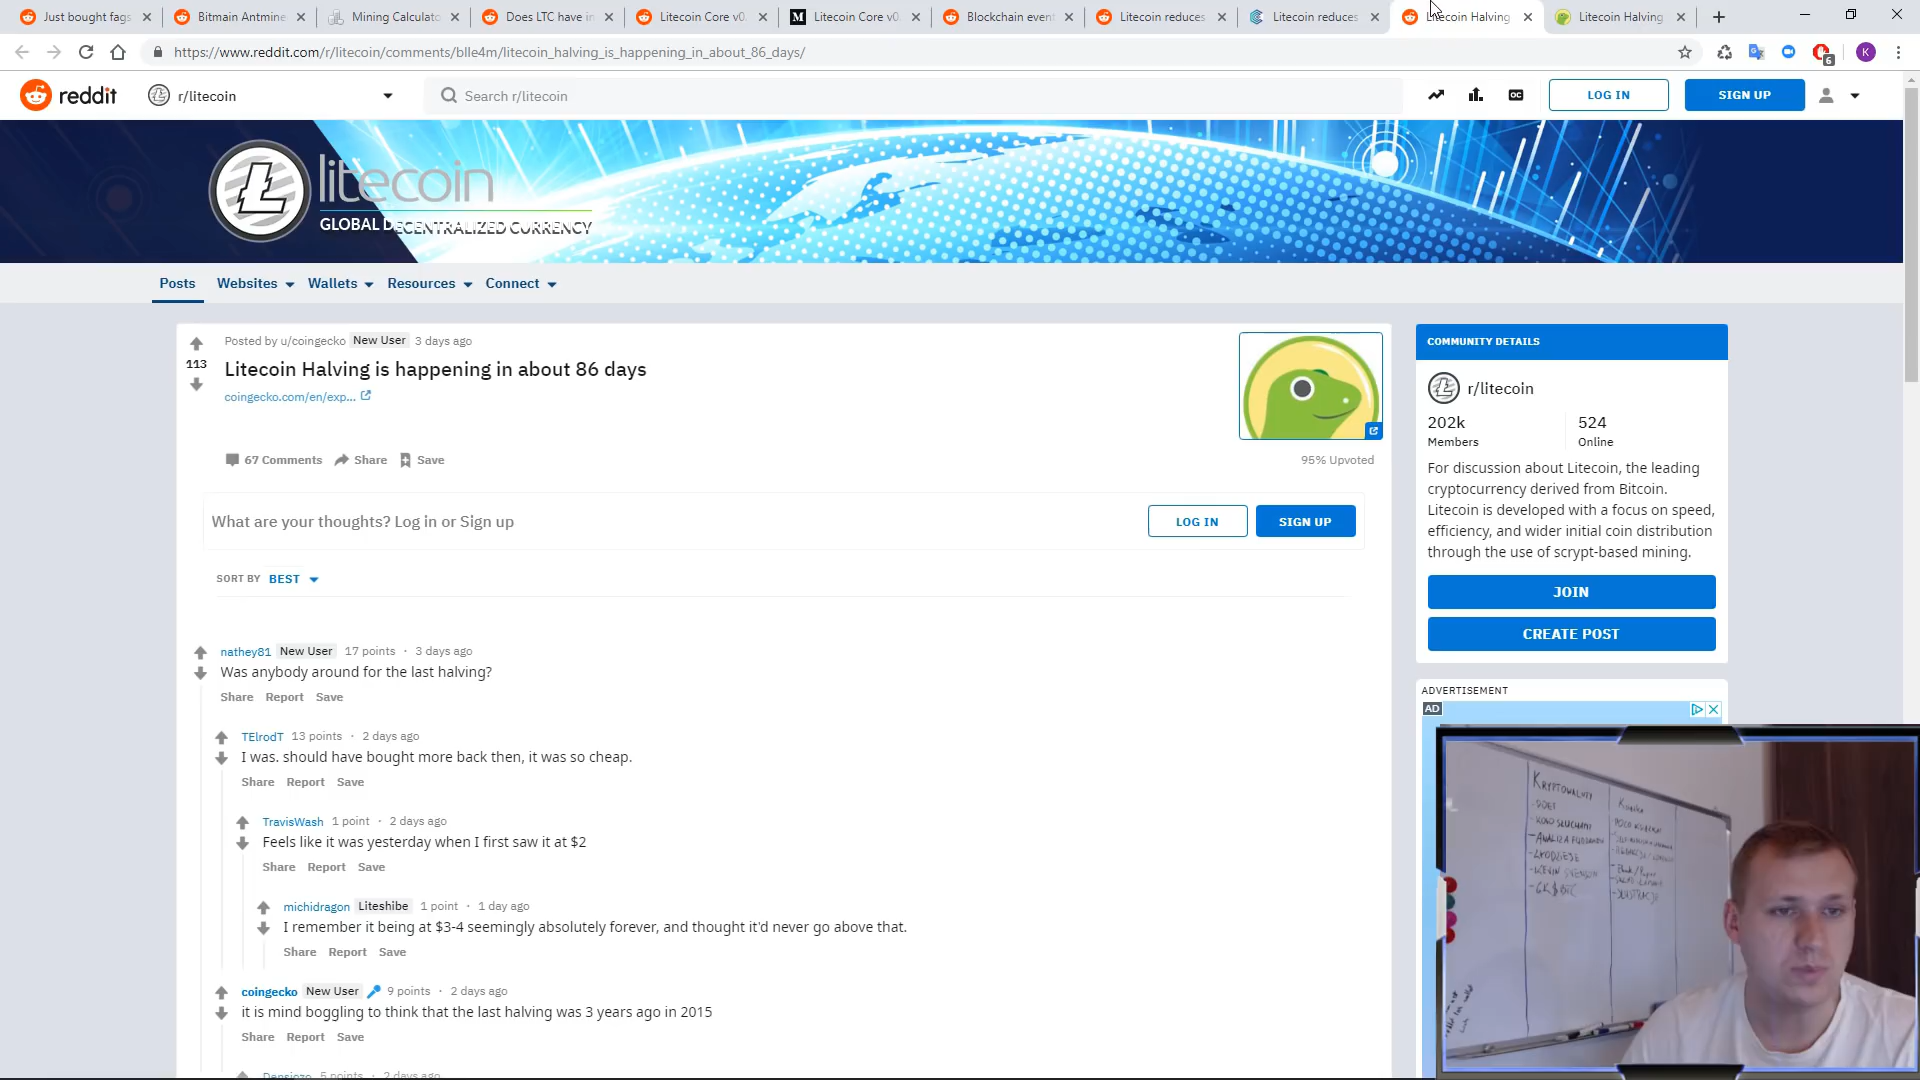 Just bought fags
Bitmain Antmine
Mining Calculato
Does LTC have in
Litecoin Core v0.
Litecoin Core v0.
Blockchain event
Litecoin reduces
Litecoin reduces
Litecoin Halving
Litecoin Halving
https://www.reddit.com/r/litecoin/comments/blle4m/litecoin_halving_is_happening_in_about_86_days/
6
K
reddit
r/litecoin
Search r/litecoin
OC
LOG IN
SIGN UP
litecoin
GLOBAL DECENTRALIZED CURRENCY
Posts
Websites
Wallets
Resources
Connect
Posted by u/coingecko New User 3 days ago
113
Litecoin Halving is happening in about 86 days
coingecko.com/en/exp...
67 Comments
Share
Save
95% Upvoted
What are your thoughts? Log in or Sign up
LOG IN
SIGN UP
SORT BY BEST
nathey81 New User 17 points · 3 days ago
Was anybody around for the last halving?
Share Report Save
TElrodT 13 points · 2 days ago
I was. should have bought more back then, it was so cheap.
Share Report Save
TravisWash 1 point · 2 days ago
Feels like it was yesterday when I first saw it at $2
Share Report Save
michidragon Liteshibe 1 point · 1 day ago
I remember it being at $3-4 seemingly absolutely forever, and thought it'd never go above that.
Share Report Save
coingecko New User 9 points · 2 days ago
it is mind boggling to think that the last halving was 3 years ago in 2015
Share Report Save
5 points · 2 days ago
COMMUNITY DETAILS
r/litecoin
202k
Members
524
Online
For discussion about Litecoin, the leading
cryptocurrency derived from Bitcoin.
Litecoin is developed with a focus on speed,
efficiency, and wider initial coin distribution
through the use of scrypt-based mining.
JOIN
CREATE POST
ADVERTISEMENT
AD
KRYPTOWALUTY